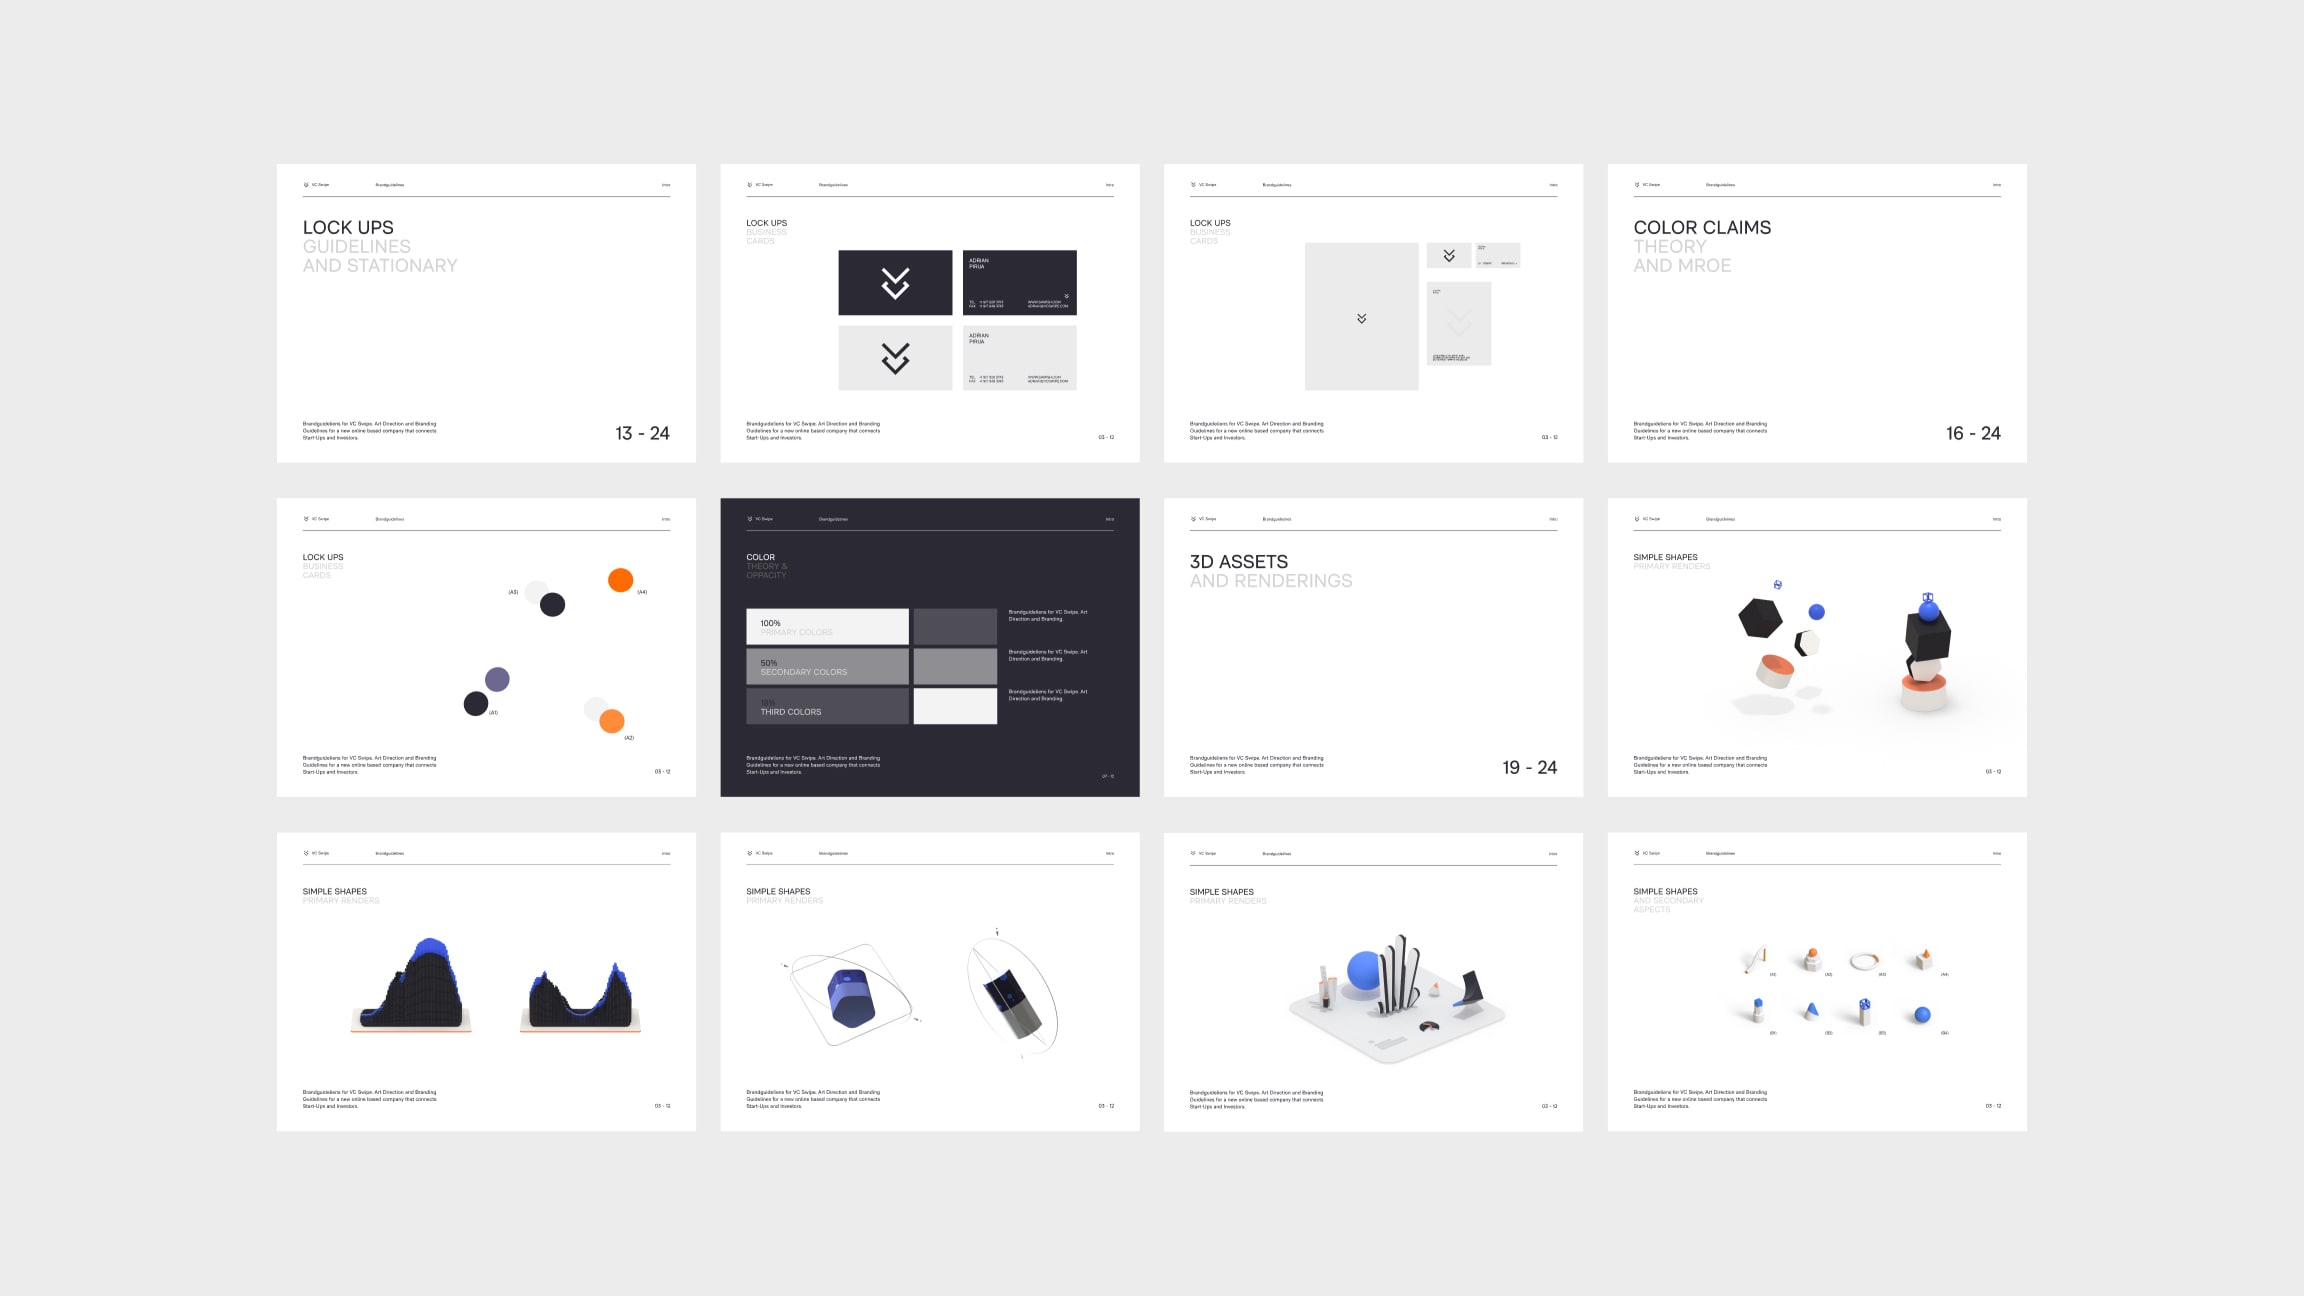 VC Swipe Brandguidelines Intro
LOCK UPS
GUIDELINES
AND STATIONARY
Brandguideliens for VC Swipe. Art Direction and Branding
Guidelines for a new online based company that connects
Start-Ups and Investors.
13 - 24
VC Swipe Brandguidelines Intro
LOCK UPS
BUSINESS
CARDS
ADRIAN
PIRUA
TEL
FAX
ADRIAN
PIRUA
TEL
FAX
Brandguideliens for VC Swipe. Art Direction and Branding
Guidelines for a new online based company that connects
Start-Ups and Investors.
03 - 12
VC Swipe Brandguidelines Intro
LOCK UPS
BUSINESS
CARDS
Brandguideliens for VC Swipe. Art Direction and Branding
Guidelines for a new online based company that connects
Start-Ups and Investors.
03 - 12
VC Swipe Brandguidelines Intro
COLOR CLAIMS
THEORY
AND MROE
Brandguideliens for VC Swipe. Art Direction and Branding
Guidelines for a new online based company that connects
Start-Ups and Investors.
16 - 24
VC Swipe Brandguidelines Intro
LOCK UPS
BUSINESS
CARDS
(A3)
(A4)
(A1)
(A2)
Brandguideliens for VC Swipe. Art Direction and Branding
Guidelines for a new online based company that connects
Start-Ups and Investors.
03 - 12
VC Swipe Brandguidelines Intro
COLOR
THEORY &
OPPACITY
100%
PRIMARY COLORS
Brandguideliens for VC Swipe. Art
Direction and Branding.
50%
SECONDARY COLORS
Brandguideliens for VC Swipe. Art
Direction and Branding.
THIRD COLORS
Brandguideliens for VC Swipe. Art
Direction and Branding.
Brandguideliens for VC Swipe. Art Direction and Branding
Guidelines for a new online based company that connects
Start-Ups and Investors.
07 - 12
VC Swipe Brandguidelines Intro
3D ASSETS
AND RENDERINGS
Brandguideliens for VC Swipe. Art Direction and Branding
Guidelines for a new online based company that connects
Start-Ups and Investors.
19 - 24
VC Swipe Brandguidelines Intro
SIMPLE SHAPES
PRIMARY RENDERS
Brandguideliens for VC Swipe. Art Direction and Branding
Guidelines for a new online based company that connects
Start-Ups and Investors.
03 - 12
VC Swipe Brandguidelines Intro
SIMPLE SHAPES
PRIMARY RENDERS
Brandguideliens for VC Swipe. Art Direction and Branding
Guidelines for a new online based company that connects
Start-Ups and Investors.
03 - 12
VC Swipe Brandguidelines Intro
SIMPLE SHAPES
PRIMARY RENDERS
Brandguideliens for VC Swipe. Art Direction and Branding
Guidelines for a new online based company that connects
Start-Ups and Investors.
03 - 12
VC Swipe Brandguidelines Intro
SIMPLE SHAPES
PRIMARY RENDERS
Brandguideliens for VC Swipe. Art Direction and Branding
Guidelines for a new online based company that connects
Start-Ups and Investors.
03 - 12
VC Swipe Brandguidelines Intro
SIMPLE SHAPES
AND SECONDARY
ASPECTS
(A1) (A2) (A3) (A4)
(B1) (B2) (B3) (B4)
Brandguideliens for VC Swipe. Art Direction and Branding
Guidelines for a new online based company that connects
Start-Ups and Investors.
03 - 12